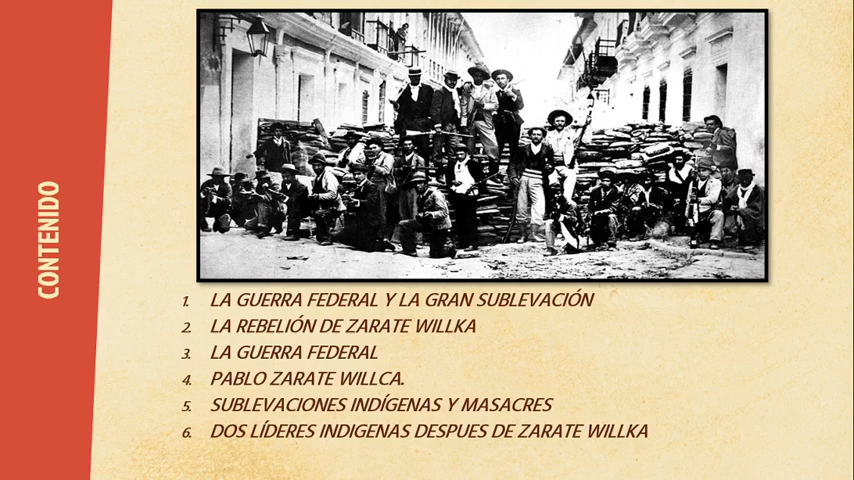 CONTENIDO
1. LA GUERRA FEDERAL Y LA GRAN SUBLEVACIÓN
2. LA REBELIÓN DE ZARATE WILLKA
3. LA GUERRA FEDERAL
4. PABLO ZARATE WILLCA.
5. SUBLEVACIONES INDÍGENAS Y MASACRES
6. DOS LÍDERES INDIGENAS DESPUES DE ZARATE WILLKA